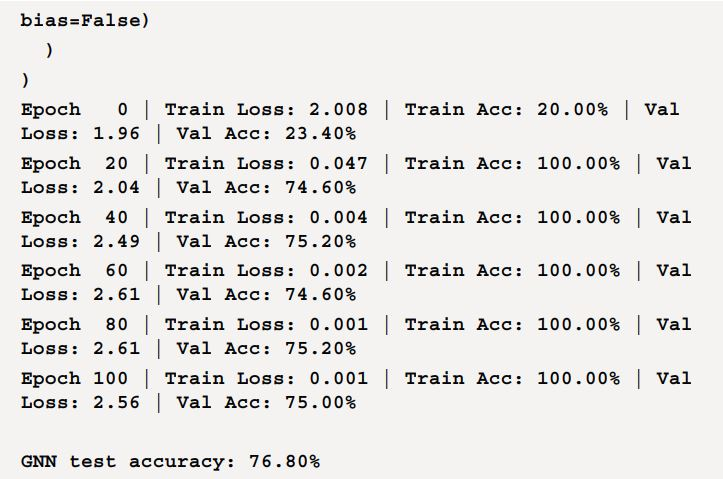 bias=False)
  )
)
Epoch   0 | Train Loss: 2.008 | Train Acc: 20.00% | Val
Loss: 1.96 | Val Acc: 23.40%
Epoch  20 | Train Loss: 0.047 | Train Acc: 100.00% | Val
Loss: 2.04 | Val Acc: 74.60%
Epoch  40 | Train Loss: 0.004 | Train Acc: 100.00% | Val
Loss: 2.49 | Val Acc: 75.20%
Epoch  60 | Train Loss: 0.002 | Train Acc: 100.00% | Val
Loss: 2.61 | Val Acc: 74.60%
Epoch  80 | Train Loss: 0.001 | Train Acc: 100.00% | Val
Loss: 2.61 | Val Acc: 75.20%
Epoch 100 | Train Loss: 0.001 | Train Acc: 100.00% | Val
Loss: 2.56 | Val Acc: 75.00%
GNN test accuracy: 76.80%